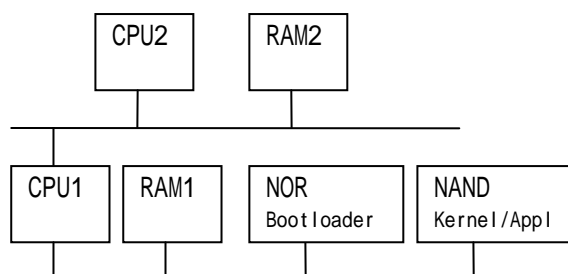 CPU2
RAM2
CPU1
RAM1
NOR
Bootloader
NAND
Kernel/Appl